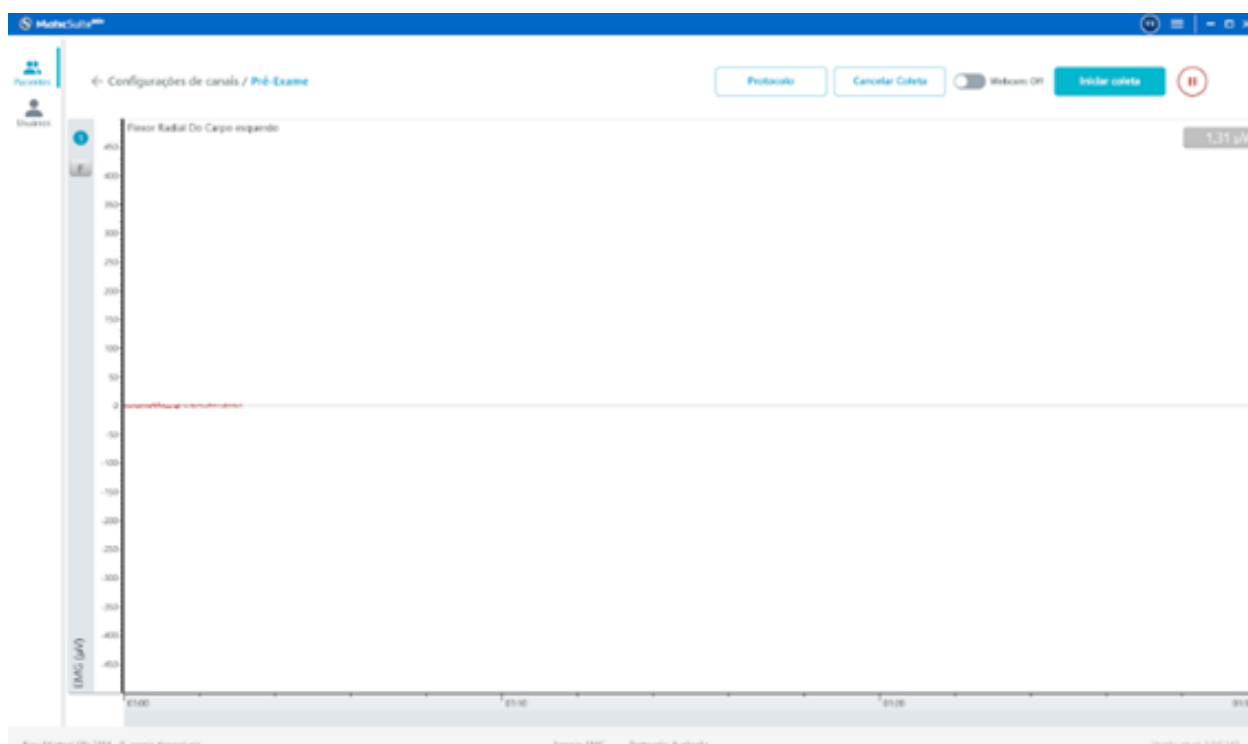 MioticSuite
Pacientes
Usuários
← Configurações de canais / Pré-Exame
Protocolo
Cancelar Coleta
Webcam Off
Iniciar coleta
1
F
Flexor Radial Do Carpo esquerdo
1,31 µV
450
400
350
300
250
200
150
100
50
0
-50
-100
-150
-200
-250
-300
-350
-400
-450
EMG (µV)
01:00
01:10
01:20